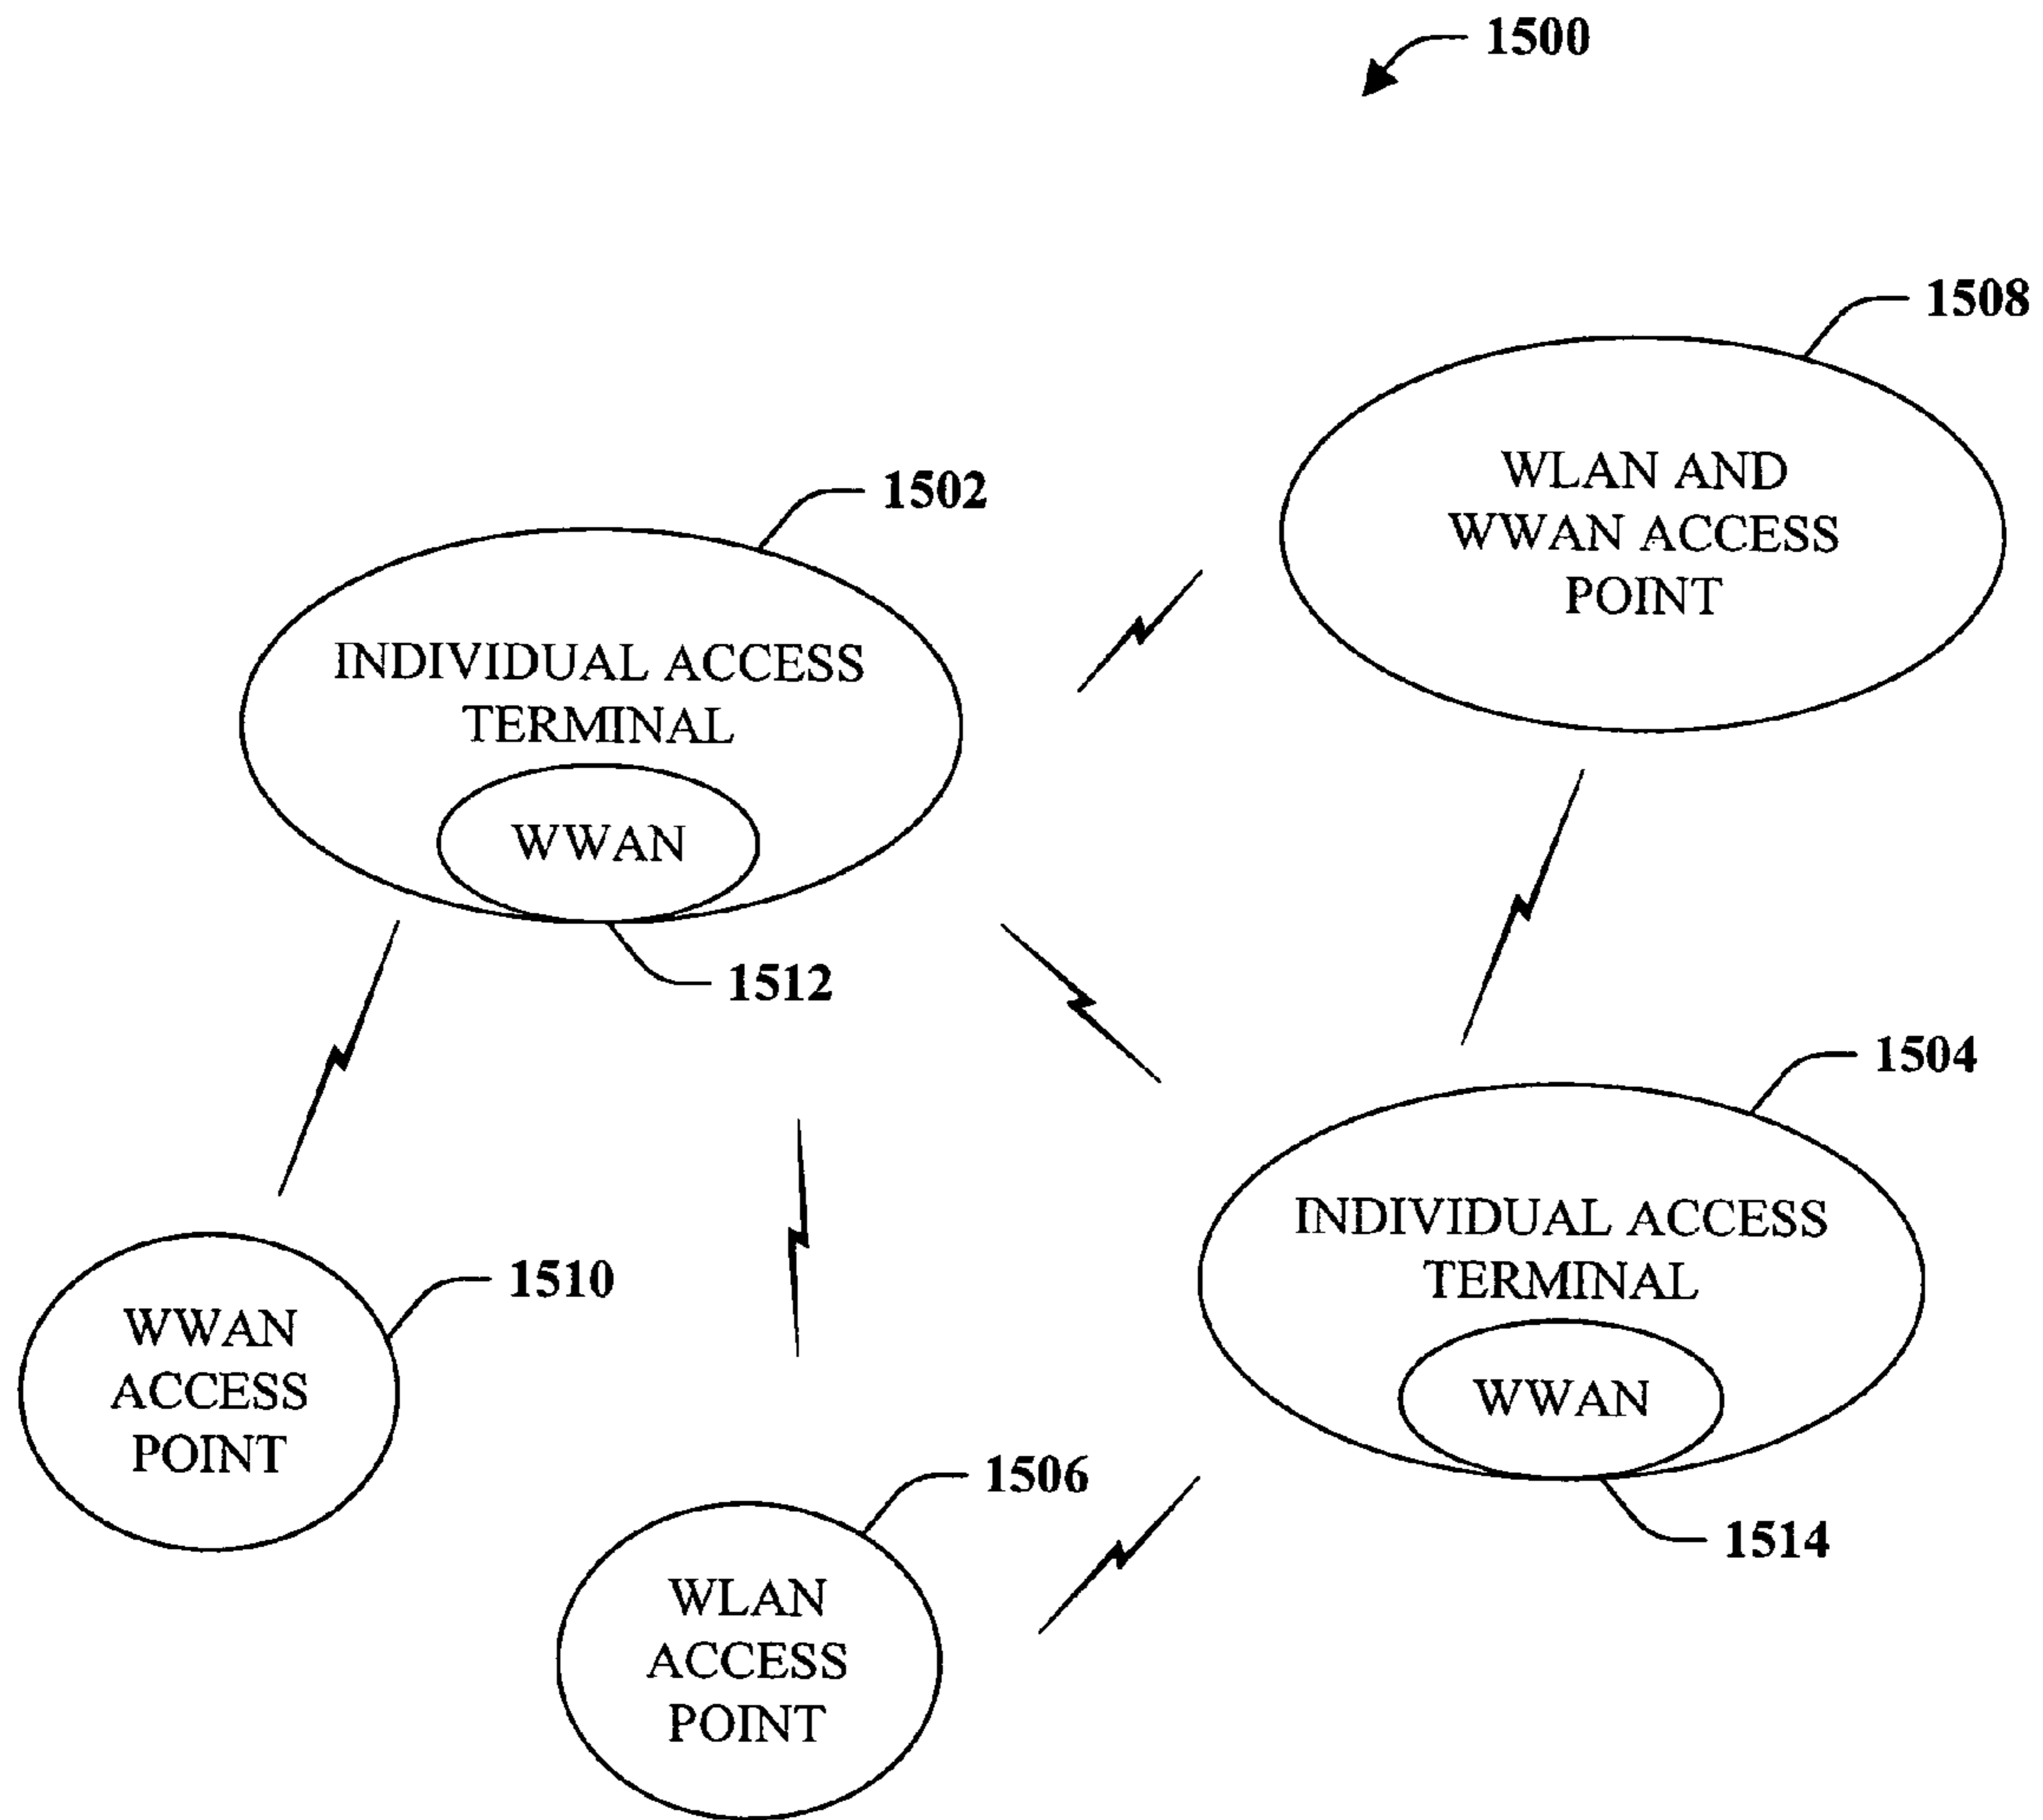 1500
1508
WLAN AND
WWAN ACCESS
POINT
1502
INDIVIDUAL ACCESS
TERMINAL
WWAN
1512
1504
INDIVIDUAL ACCESS
TERMINAL
WWAN
1514
1510
WWAN
ACCESS
POINT
1506
WLAN
ACCESS
POINT